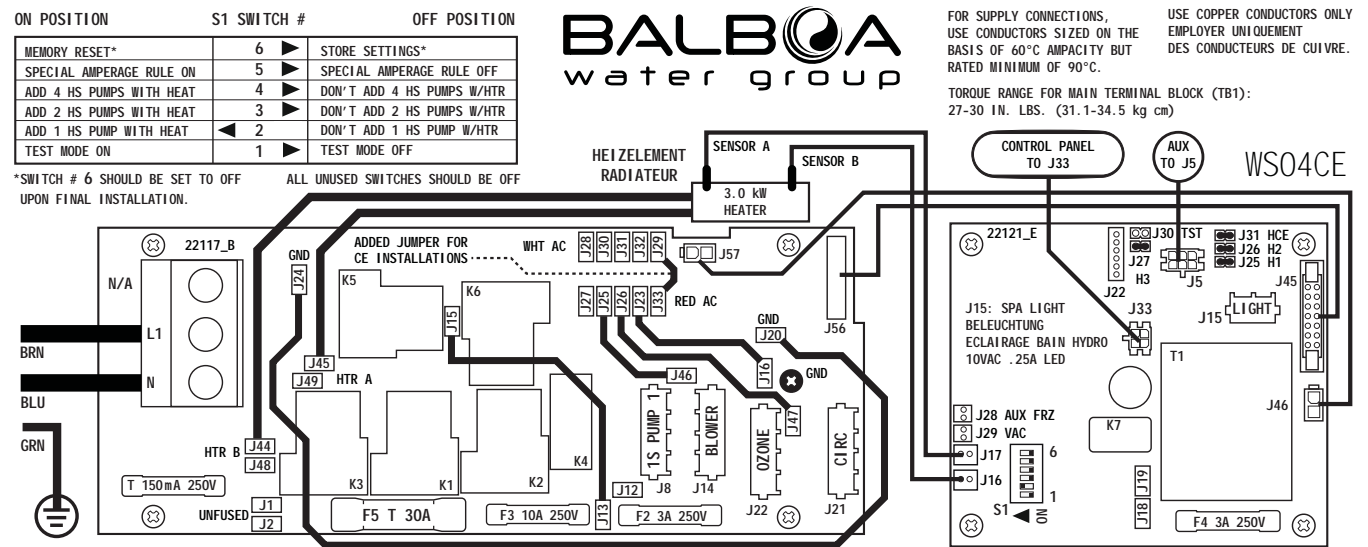 ON POSITION S1 SWITCH # OFF POSITION
MEMORY RESET* 6 ► STORE SETTINGS*
SPECIAL AMPERAGE RULE ON 5 ► SPECIAL AMPERAGE RULE OFF
ADD 4 HS PUMPS WITH HEAT 4 ► DON'T ADD 4 HS PUMPS W/HTR
ADD 2 HS PUMPS WITH HEAT 3 ► DON'T ADD 2 HS PUMPS W/HTR
ADD 1 HS PUMP WITH HEAT ◄ 2 DON'T ADD 1 HS PUMP W/HTR
TEST MODE ON 1 ► TEST MODE OFF
*SWITCH # 6 SHOULD BE SET TO OFF
UPON FINAL INSTALLATION.
ALL UNUSED SWITCHES SHOULD BE OFF
BALBOA
water group
FOR SUPPLY CONNECTIONS,
USE CONDUCTORS SIZED ON THE
BASIS OF 60°C AMPACITY BUT
RATED MINIMUM OF 90°C.
USE COPPER CONDUCTORS ONLY
EMPLOYER UNIQUEMENT
DES CONDUCTEURS DE CUIVRE.
TORQUE RANGE FOR MAIN TERMINAL BLOCK (TB1):
27-30 IN. LBS. (31.1-34.5 kg cm)
HEIZELEMENT
RADIATEUR
SENSOR A
SENSOR B
3.0 kW
HEATER
CONTROL PANEL
TO J33
AUX
TO J5
WS04CE
22117_B
N/A
L1
N
BRN
BLU
GRN
GND
J24
ADDED JUMPER FOR
CE INSTALLATIONS
WHT AC
J28
J30
J31
J32
J29
J57
K5
K6
J15
J27
J25
J26
J23
J33
RED AC
J56
GND
J20
J45
J49
HTR A
J46
J16
GND
J47
HTR B
J44
J48
K3
K1
K2
K4
1S PUMP 1
J8
BLOWER
J14
OZONE
J22
CIRC
J21
J12
J13
T 150mA 250V
UNFUSED
J1
J2
F5 T 30A
F3 10A 250V
F2 3A 250V
22121_E
J30 TST
J27
H3
J22
J5
J31 HCE
J26 H2
J25 H1
J45
J15: SPA LIGHT
BELEUCHTUNG
ECLAIRAGE BAIN HYDRO
10VAC .25A LED
J33
J15
LIGHT
T1
K7
J46
J28 AUX FRZ
J29 VAC
J17
J16
6
1
S1
ON
J19
J18
F4 3A 250V